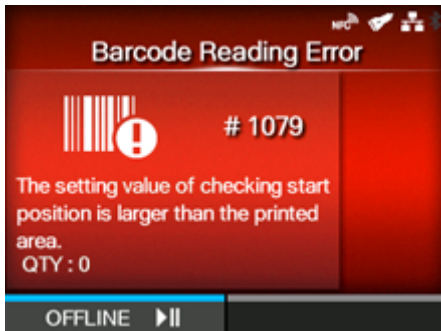 NFC
Barcode Reading Error
# 1079
The setting value of checking start
position is larger than the printed
area.
QTY : 0
OFFLINE